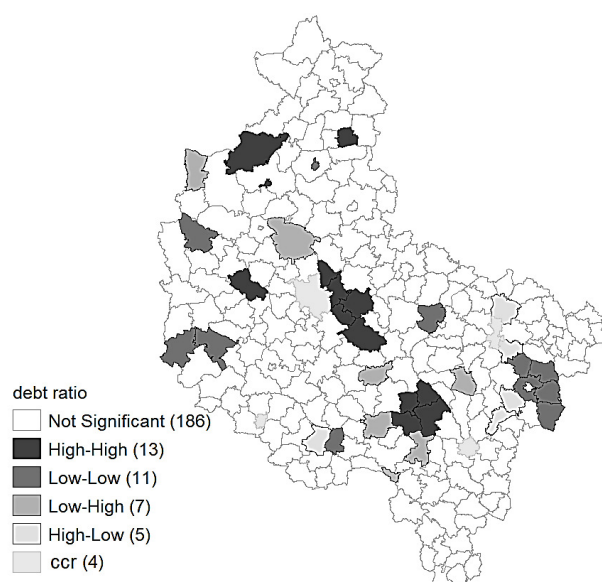 debt ratio
Not Significant (186)
High-High (13)
Low-Low (11)
Low-High (7)
High-Low (5)
ccr (4)